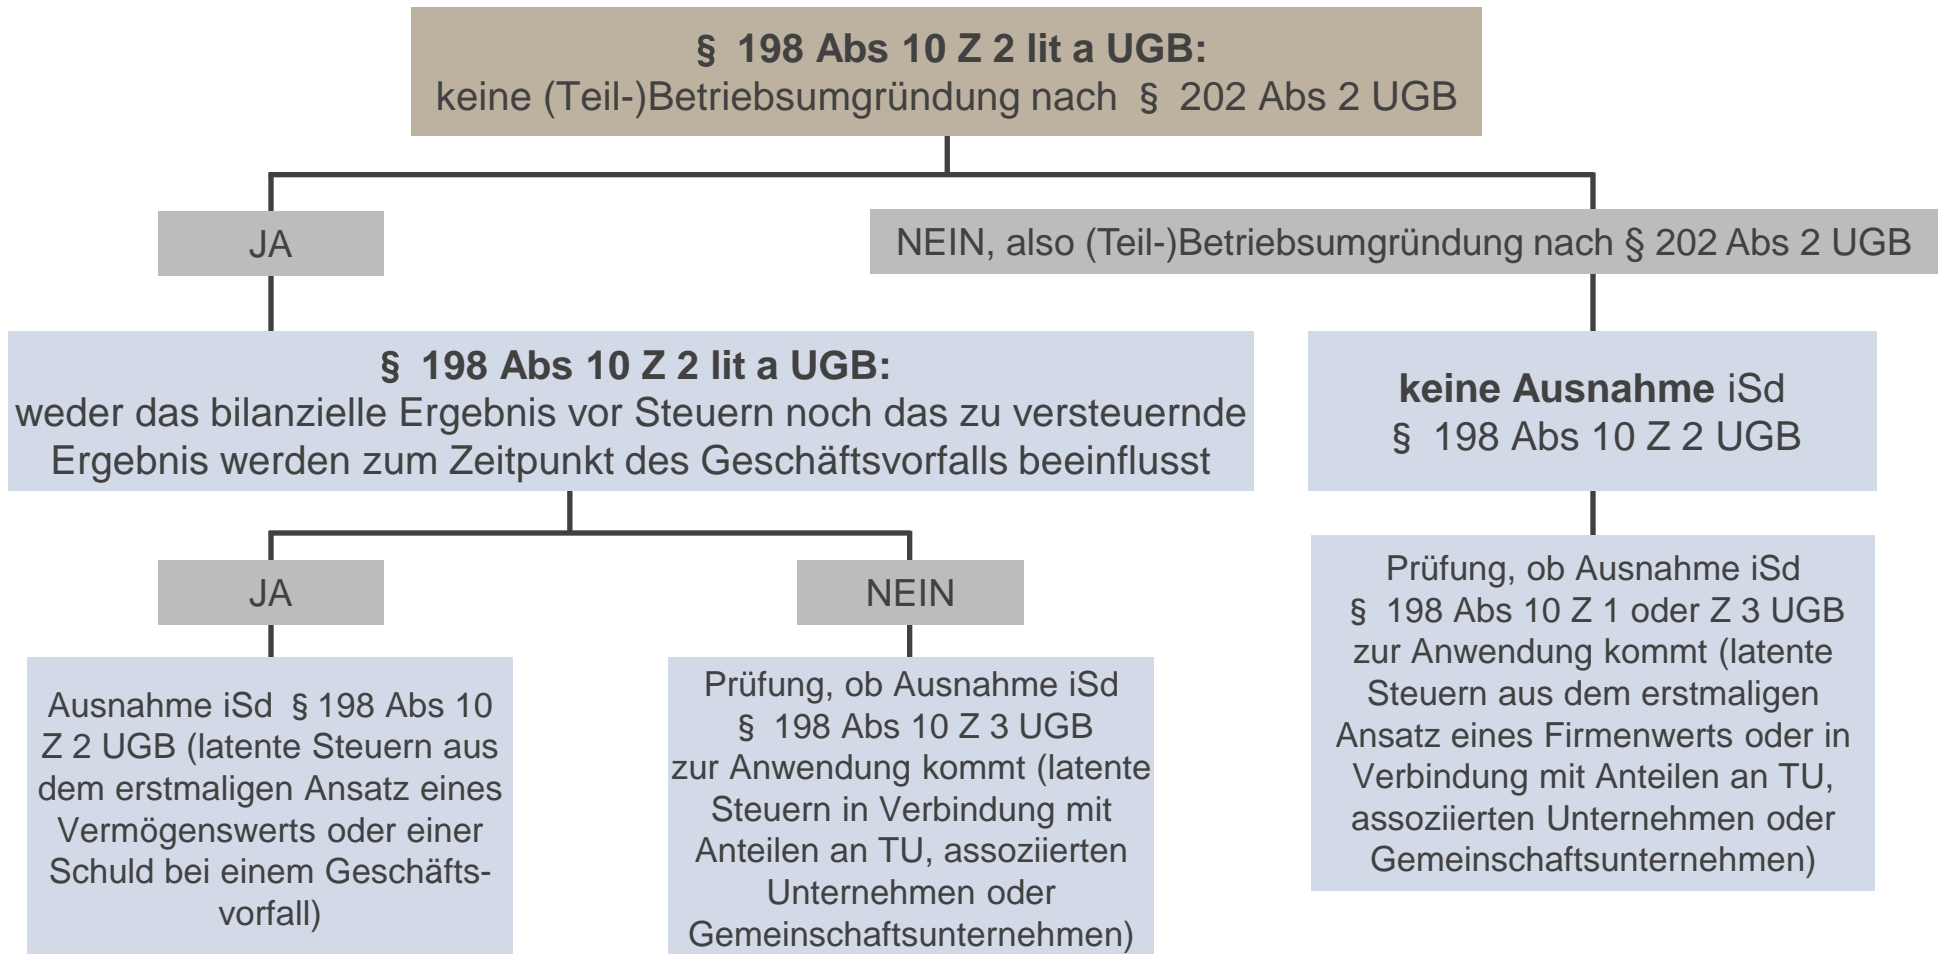 § 198 Abs 10 Z 2 lit a UGB:
keine (Teil-)Betriebsumgründung nach § 202 Abs 2 UGB
JA
NEIN, also (Teil-)Betriebsumgründung nach § 202 Abs 2 UGB
§ 198 Abs 10 Z 2 lit a UGB:
weder das bilanzielle Ergebnis vor Steuern noch das zu versteuernde
Ergebnis werden zum Zeitpunkt des Geschäftsvorfalls beeinflusst
keine Ausnahme iSd
§ 198 Abs 10 Z 2 UGB
JA
NEIN
Ausnahme iSd § 198 Abs 10
Z 2 UGB (latente Steuern aus
dem erstmaligen Ansatz eines
Vermögenswerts oder einer
Schuld bei einem Geschäfts-
vorfall)
Prüfung, ob Ausnahme iSd
§ 198 Abs 10 Z 3 UGB
zur Anwendung kommt (latente
Steuern in Verbindung mit
Anteilen an TU, assoziierten
Unternehmen oder
Gemeinschaftsunternehmen)
Prüfung, ob Ausnahme iSd
§ 198 Abs 10 Z 1 oder Z 3 UGB
zur Anwendung kommt (latente
Steuern aus dem erstmaligen
Ansatz eines Firmenwerts oder in
Verbindung mit Anteilen an TU,
assoziierten Unternehmen oder
Gemeinschaftsunternehmen)